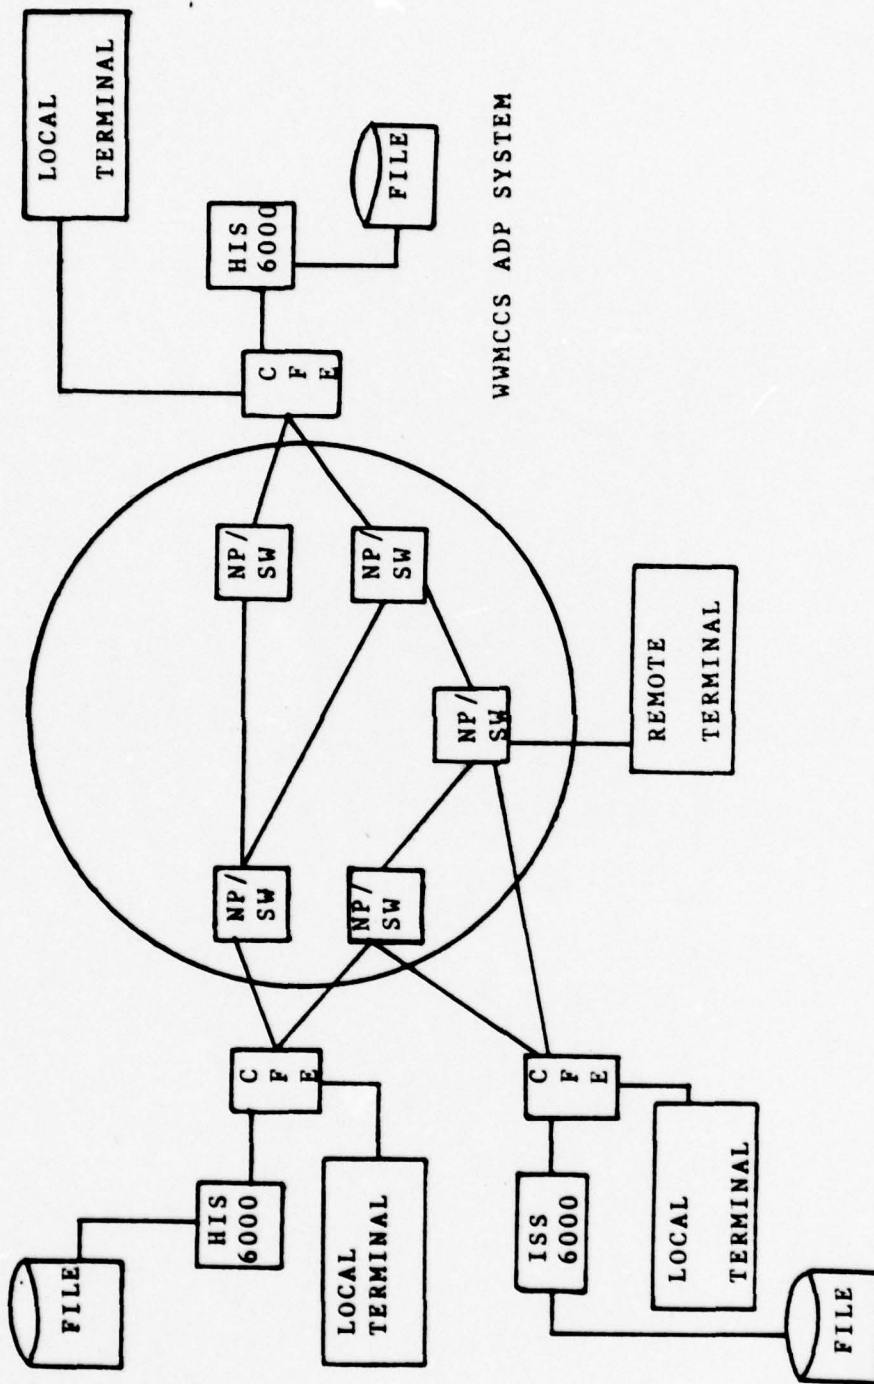 LOCAL
TERMINAL
HIS
6000
FILE
C
F
E
WWMCCS ADP SYSTEM
NP/
SW
NP/
SW
NP/
SW
REMOTE
TERMINAL
NP/
SW
NP/
SW
C
F
E
HIS
6000
FILE
LOCAL
TERMINAL
C
F
E
ISS
6000
LOCAL
TERMINAL
FILE